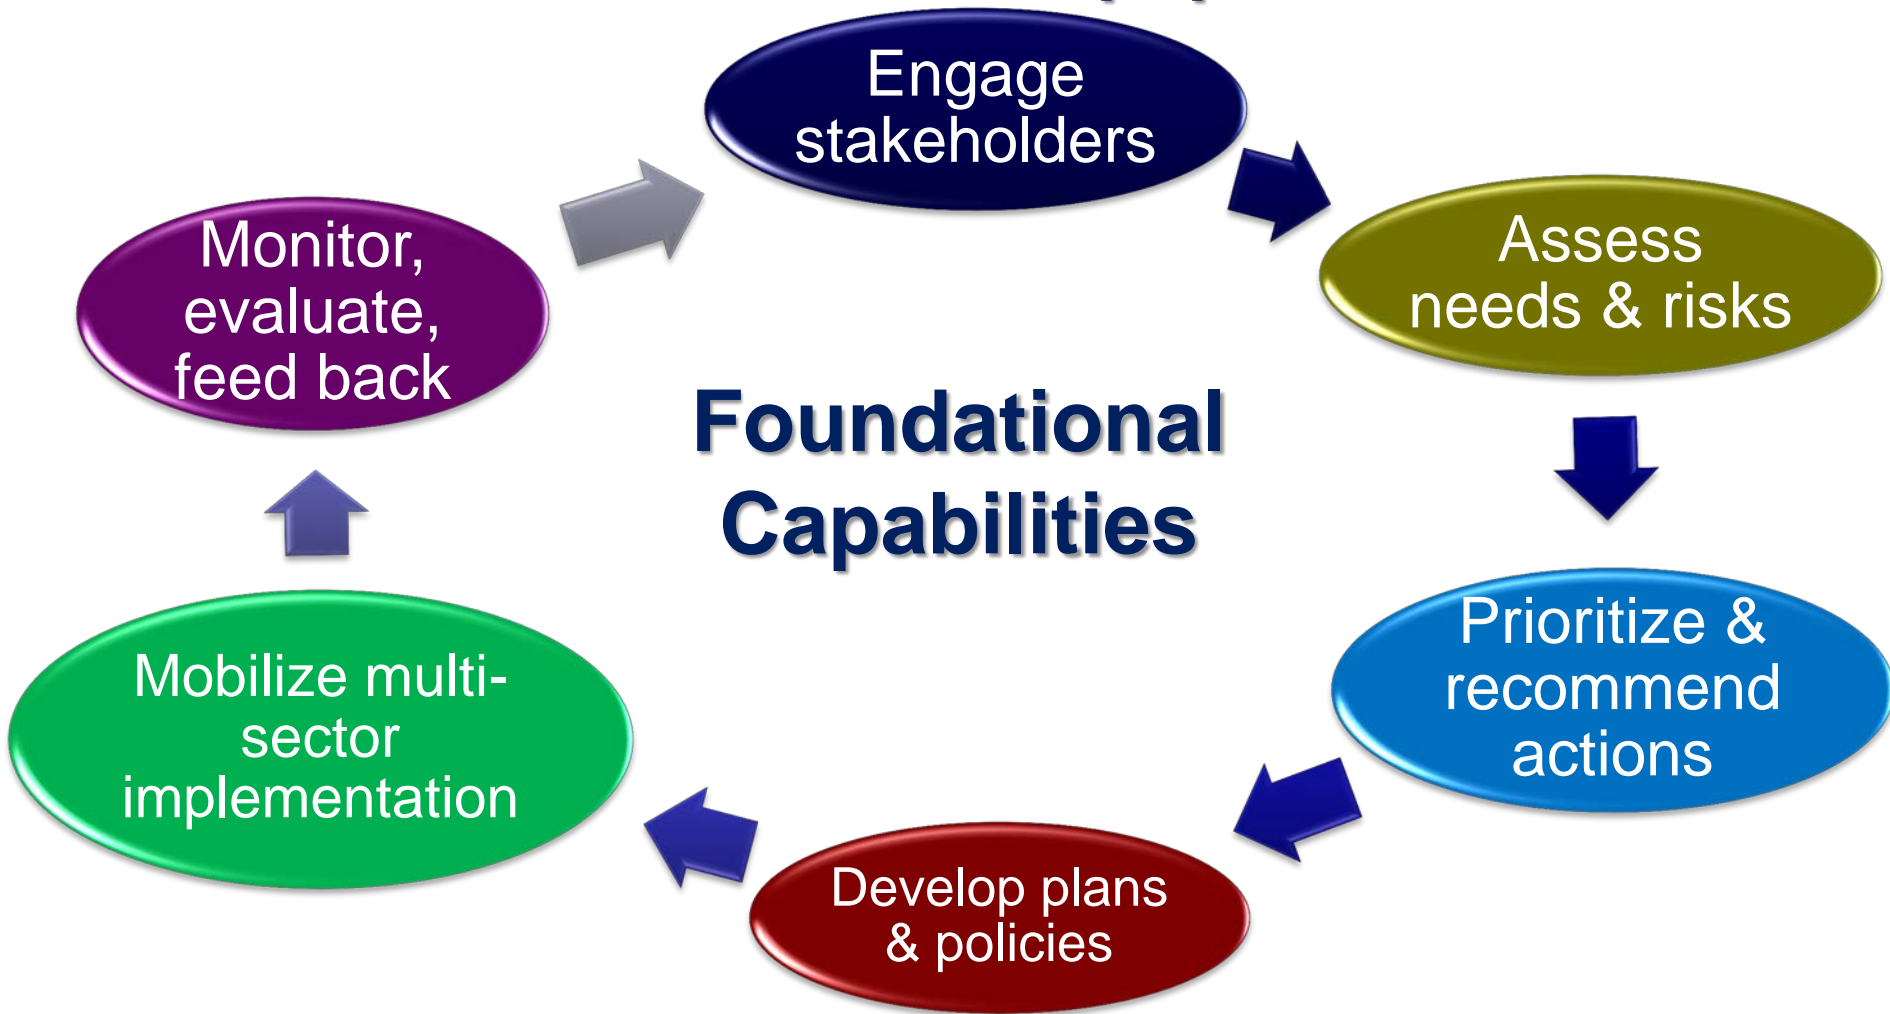 Engage
stakeholders
Assess
needs & risks
Prioritize &
recommend
actions
Develop plans
& policies
Mobilize multi-
sector
implementation
Monitor,
evaluate,
feed back
Foundational
Capabilities